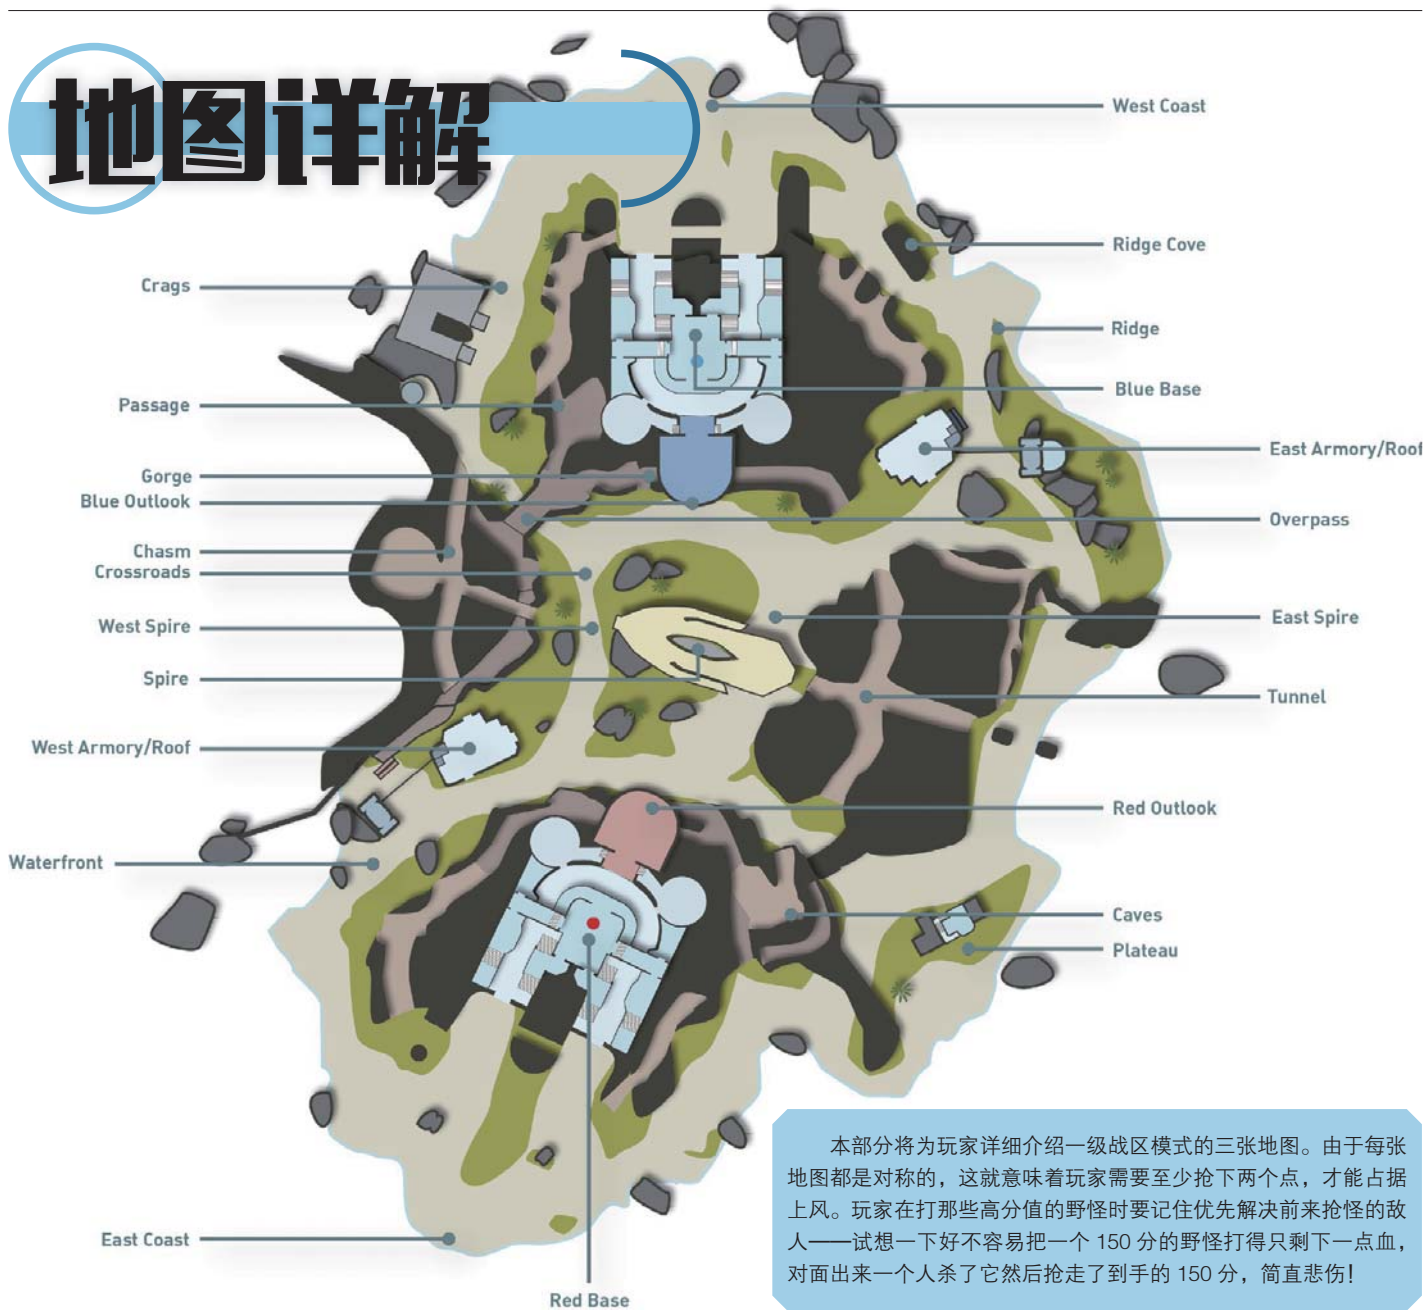 地图详解
West Coast
Ridge Cove
Crags
Ridge
Blue Base
Passage
East Armory/Roof
Gorge
Blue Outlook
Overpass
Chasm
Crossroads
West Spire
East Spire
Spire
Tunnel
West Armory/Roof
Red Outlook
Waterfront
Caves
Plateau
本部分将为玩家详细介绍一级战区模式的三张地图。由于每张
地图都是对称的，这就意味着玩家需要至少抢下两个点，才能占据
上风。玩家在打那些高分值的野怪时要记住优先解决前来抢怪的敌
人——试想一下好不容易把一个 150 分的野怪打得只剩下一点血，
对面出来一个人杀了它然后抢走了到手的 150 分，简直悲伤！
East Coast
Red Base